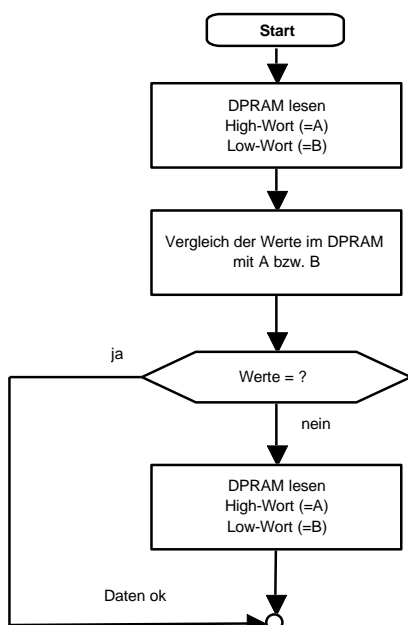 Start
DPRAM lesen
High-Wort (=A)
Low-Wort (=B)
Vergleich der Werte im DPRAM
mit A bzw. B
ja
Werte = ?
nein
DPRAM lesen
High-Wort (=A)
Low-Wort (=B)
Daten ok